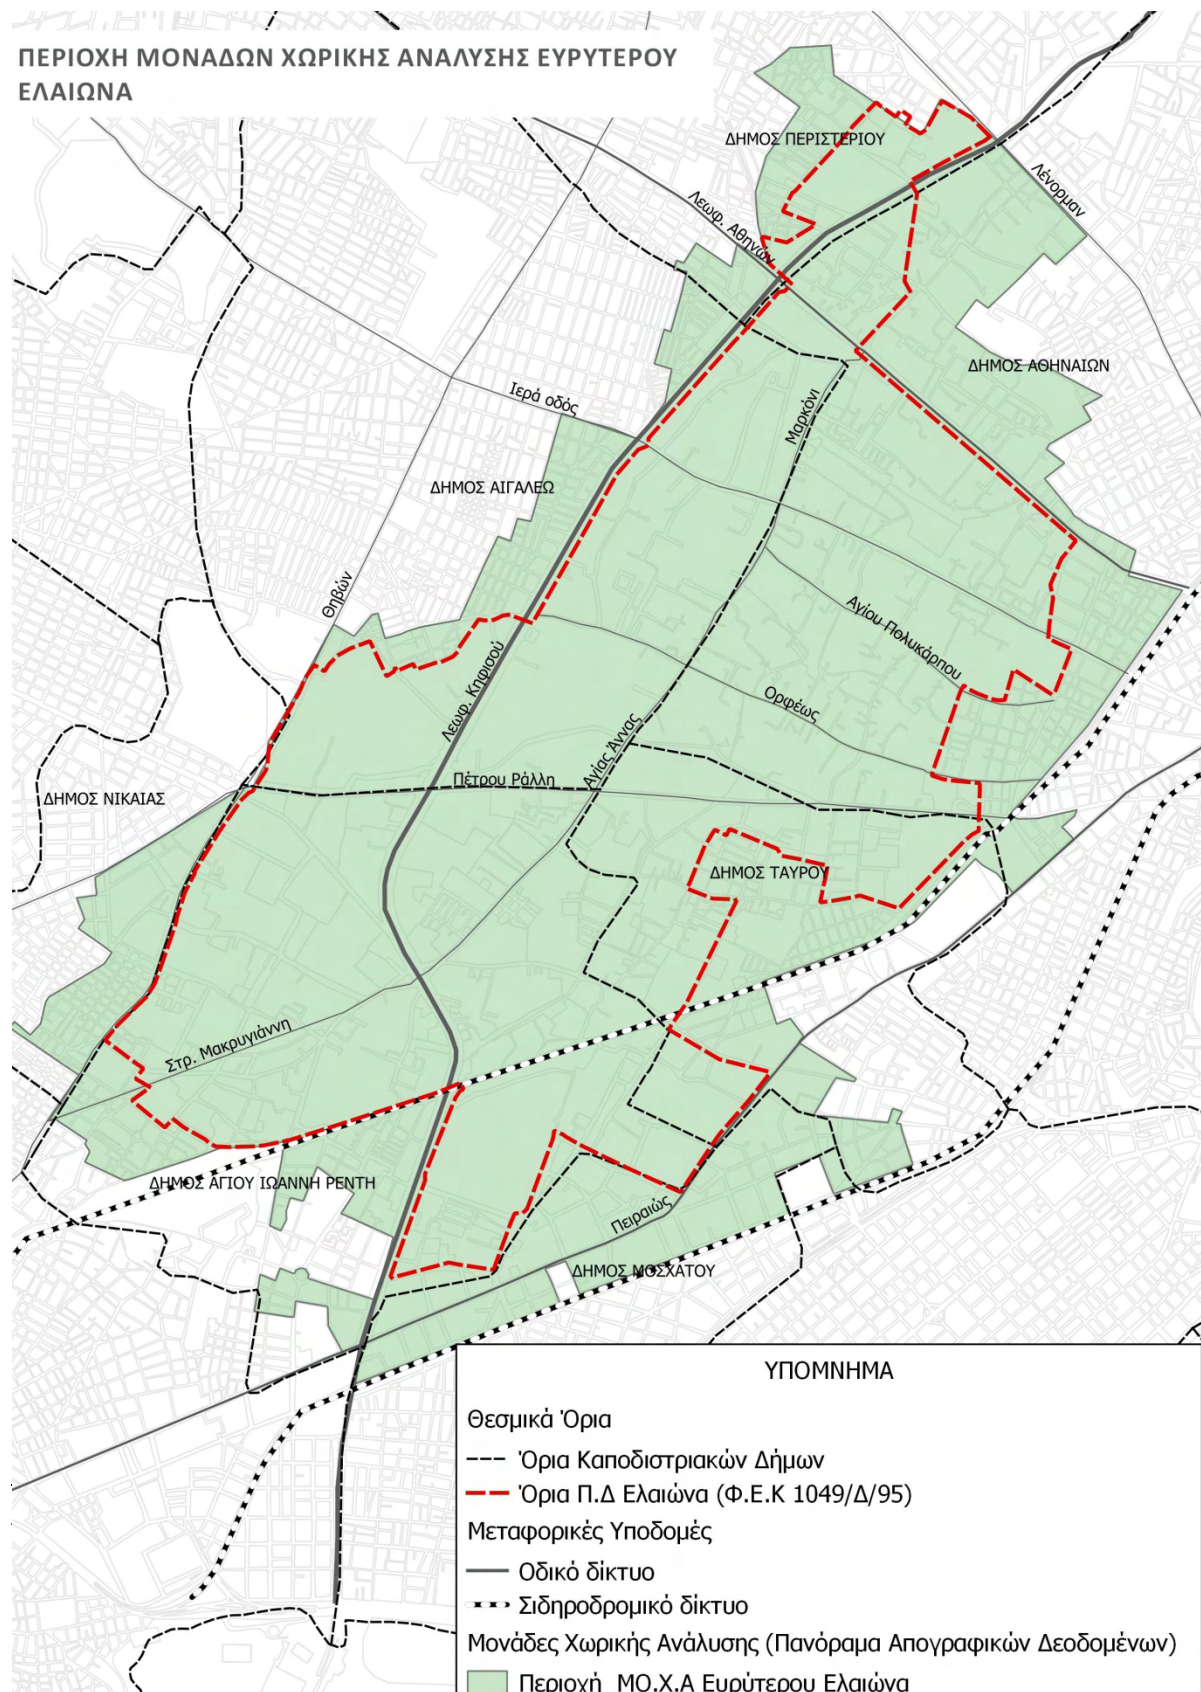 ΠΕΡΙΟΧΗ ΜΟΝΑΔΩΝ ΧΩΡΙΚΗΣ ΑΝΑΛΥΣΗΣ ΕΥΡΥΤΕΡΟΥ
ΕΛΑΙΩΝΑ
ΔΗΜΟΣ ΠΕΡΙΣΤΕΡΙΟΥ
Λένορμαν
Λεωφ. Αθηνών
ΔΗΜΟΣ ΑΘΗΝΑΙΩΝ
Ιερά οδός
Μαρκόνι
ΔΗΜΟΣ ΑΙΓΑΛΕΩ
Θηβών
Αγίου Πολυκάρπου
Λεωφ. Κηφισού
Ορφέως
Αγίας Άννας
Πέτρου Ράλλη
ΔΗΜΟΣ ΝΙΚΑΙΑΣ
ΔΗΜΟΣ ΤΑΥΡΟΥ
Στρ. Μακρυγιάννη
ΔΗΜΟΣ ΑΓΙΟΥ ΙΩΑΝΝΗ ΡΕΝΤΗ
Πειραιώς
ΔΗΜΟΣ ΜΟΣΧΑΤΟΥ
ΥΠΟΜΝΗΜΑ
Θεσμικά Όρια
Όρια Καποδιστριακών Δήμων
Όρια Π.Δ Ελαιώνα (Φ.Ε.Κ 1049/Δ/95)
Μεταφορικές Υποδομές
Οδικό δίκτυο
Σιδηροδρομικό δίκτυο
Μονάδες Χωρικής Ανάλυσης (Πανόραμα Απογραφικών Δεοδομένων)
Περιοχή ΜΟ.Χ.Α Ευρύτερου Ελαιώνα